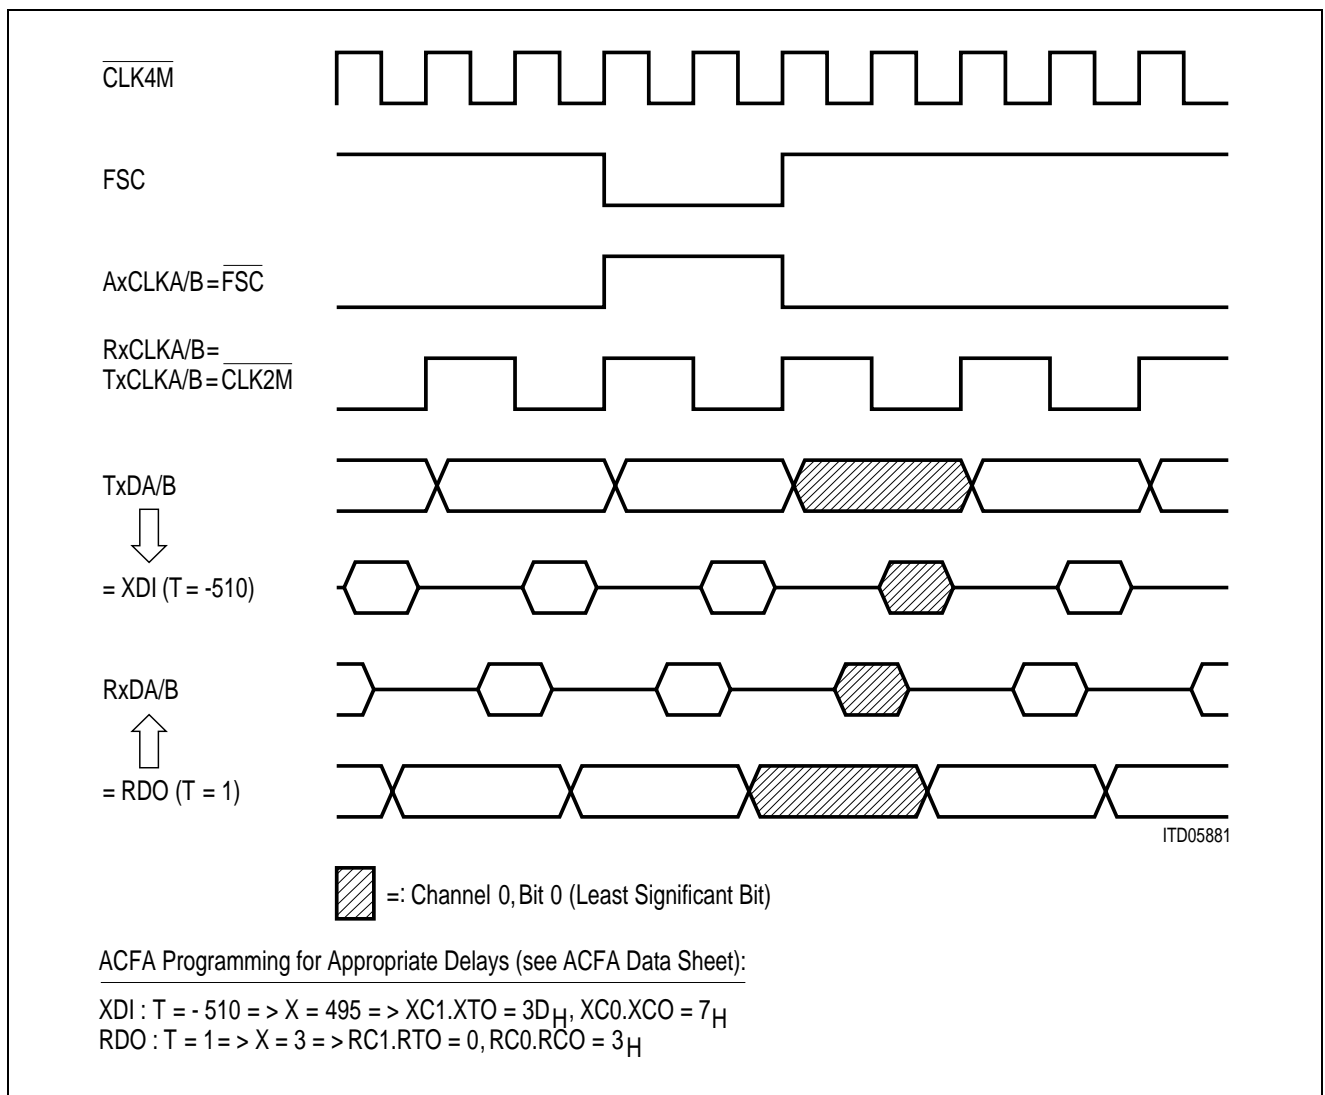 CLK4M
FSC
AxCLKA/B=FSC
RxCLKA/B=
TxCLKA/B=CLK2M
TxDA/B
= XDI (T = -510)
RxDA/B
= RDO (T = 1)
ITD05881
=: Channel 0, Bit 0 (Least Significant Bit)
ACFA Programming for Appropriate Delays (see ACFA Data Sheet):
XDI : T = - 510 = > X = 495 = > XC1.XTO = 3DH, XC0.XCO = 7H
RDO : T = 1 = > X = 3 = > RC1.RTO = 0, RC0.RCO = 3H